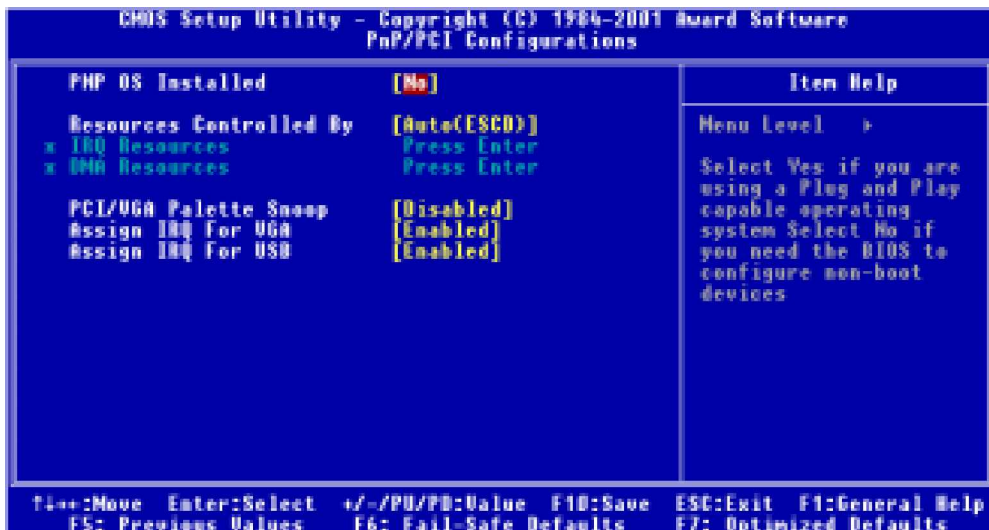 CMOS Setup Utility - Copyright (C) 1984-2001 Award Software
PnP/PCI Configurations
PNP OS Installed [No]
Resources Controlled By [Auto(ESCD)]
x IRQ Resources Press Enter
x DMA Resources Press Enter
PCI/VGA Palette Snoop [Disabled]
Assign IRQ For VGA [Enabled]
Assign IRQ For USB [Enabled]
Item Help
Menu Level ▸
Select Yes if you are
using a Plug and Play
capable operating
system Select No if
you need the BIOS to
configure non-boot
devices
↑↓→←:Move Enter:Select +/-/PU/PD:Value F10:Save ESC:Exit F1:General Help
F5: Previous Values F6: Fail-Safe Defaults F7: Optimized Defaults